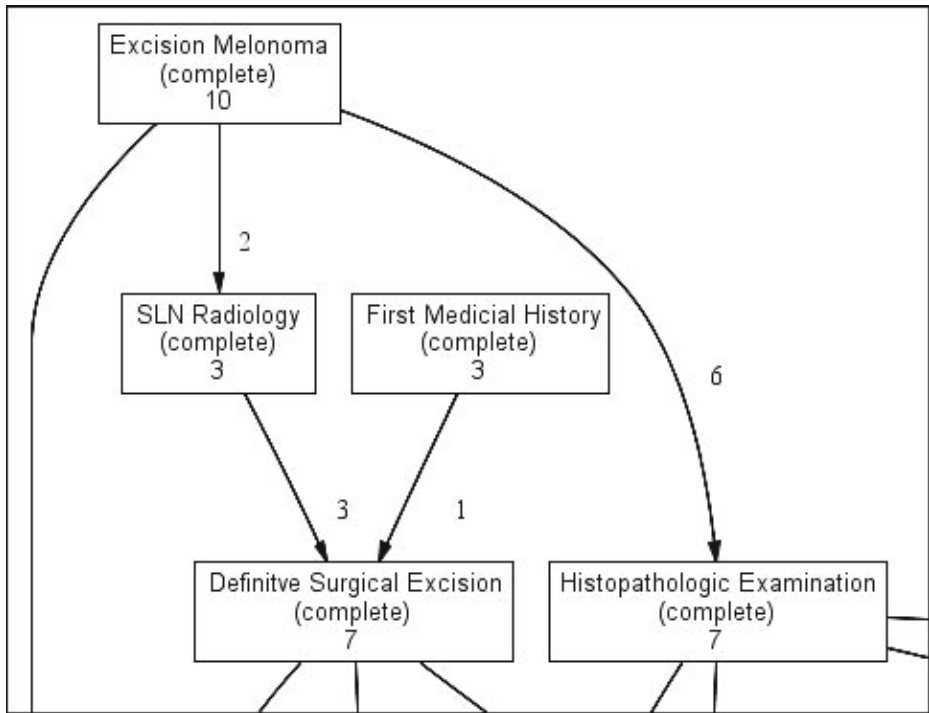 Excision Melonoma
(complete)
10
2
SLN Radiology
(complete)
3
First Medicial History
(complete)
3
6
3
1
Definitve Surgical Excision
(complete)
7
Histopathologic Examination
(complete)
7